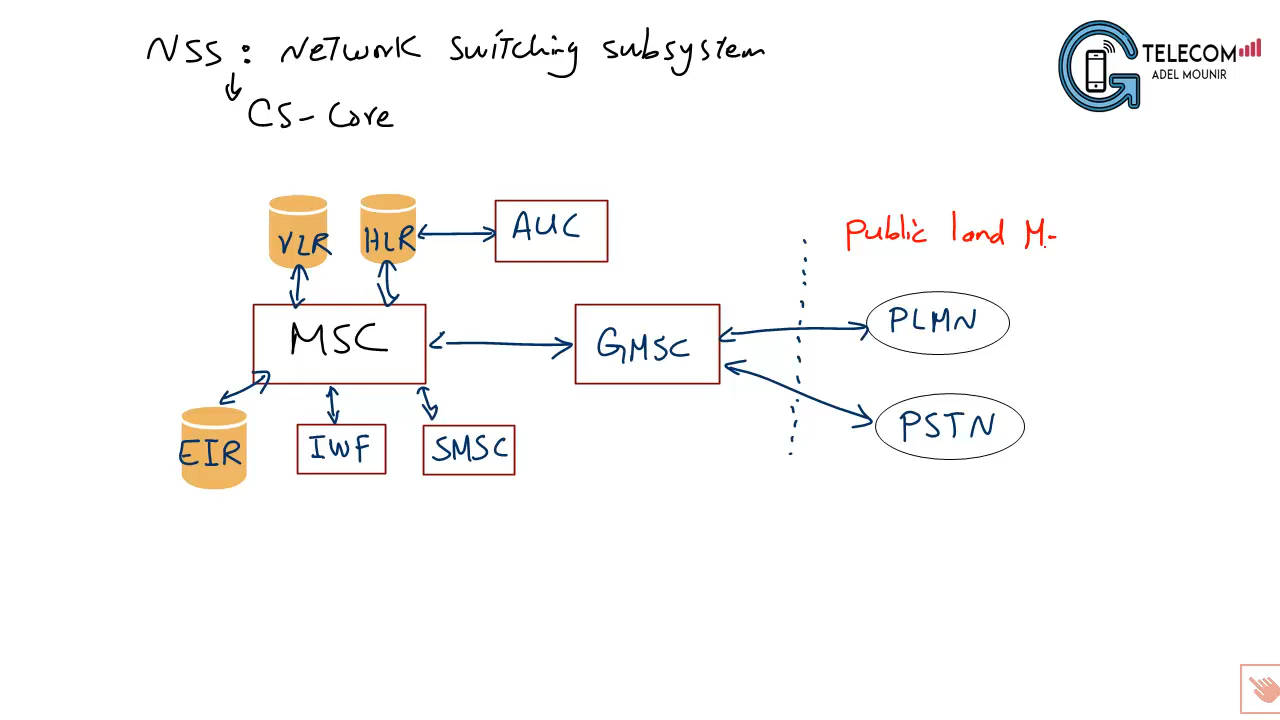 NSS : Network switching subsystem
CS-Core
TELECOM
ADEL MOUNIR
VLR
HLR
AUC
Public land M.
MSC
GMSC
PLMN
PSTN
EIR
IWF
SMSC